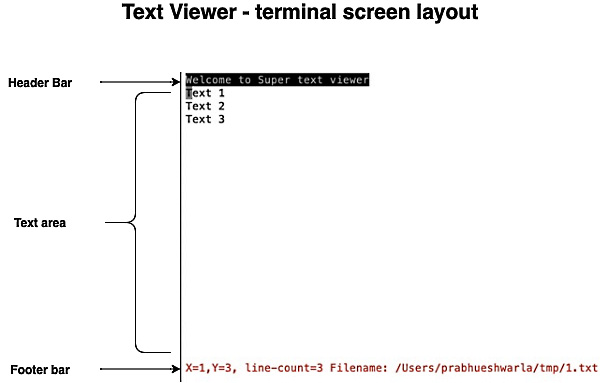 Text Viewer - terminal screen layout
Header Bar
Welcome to Super text viewer
Text 1
Text 2
Text 3
Text area
Footer bar
X=1,Y=3, line-count=3 Filename: /Users/prabhueshwarla/tmp/1.txt